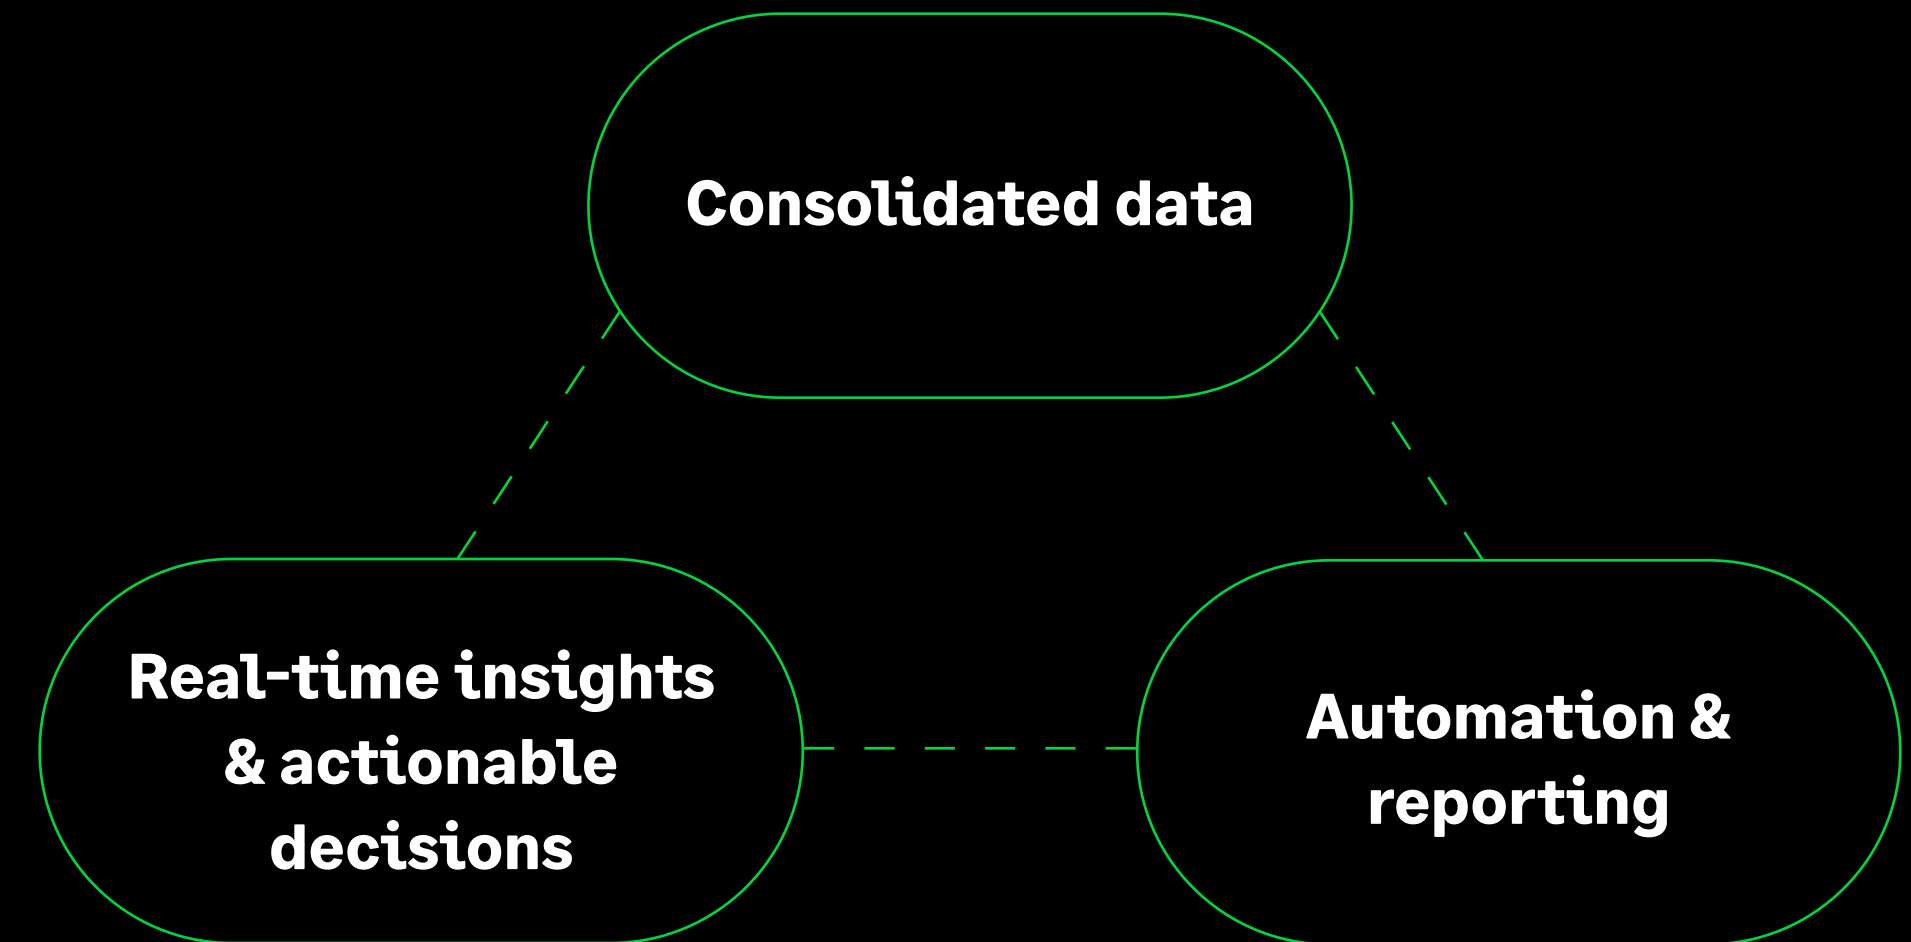 Consolidated data
Real-time insights
& actionable
decisions
Automation &
reporting